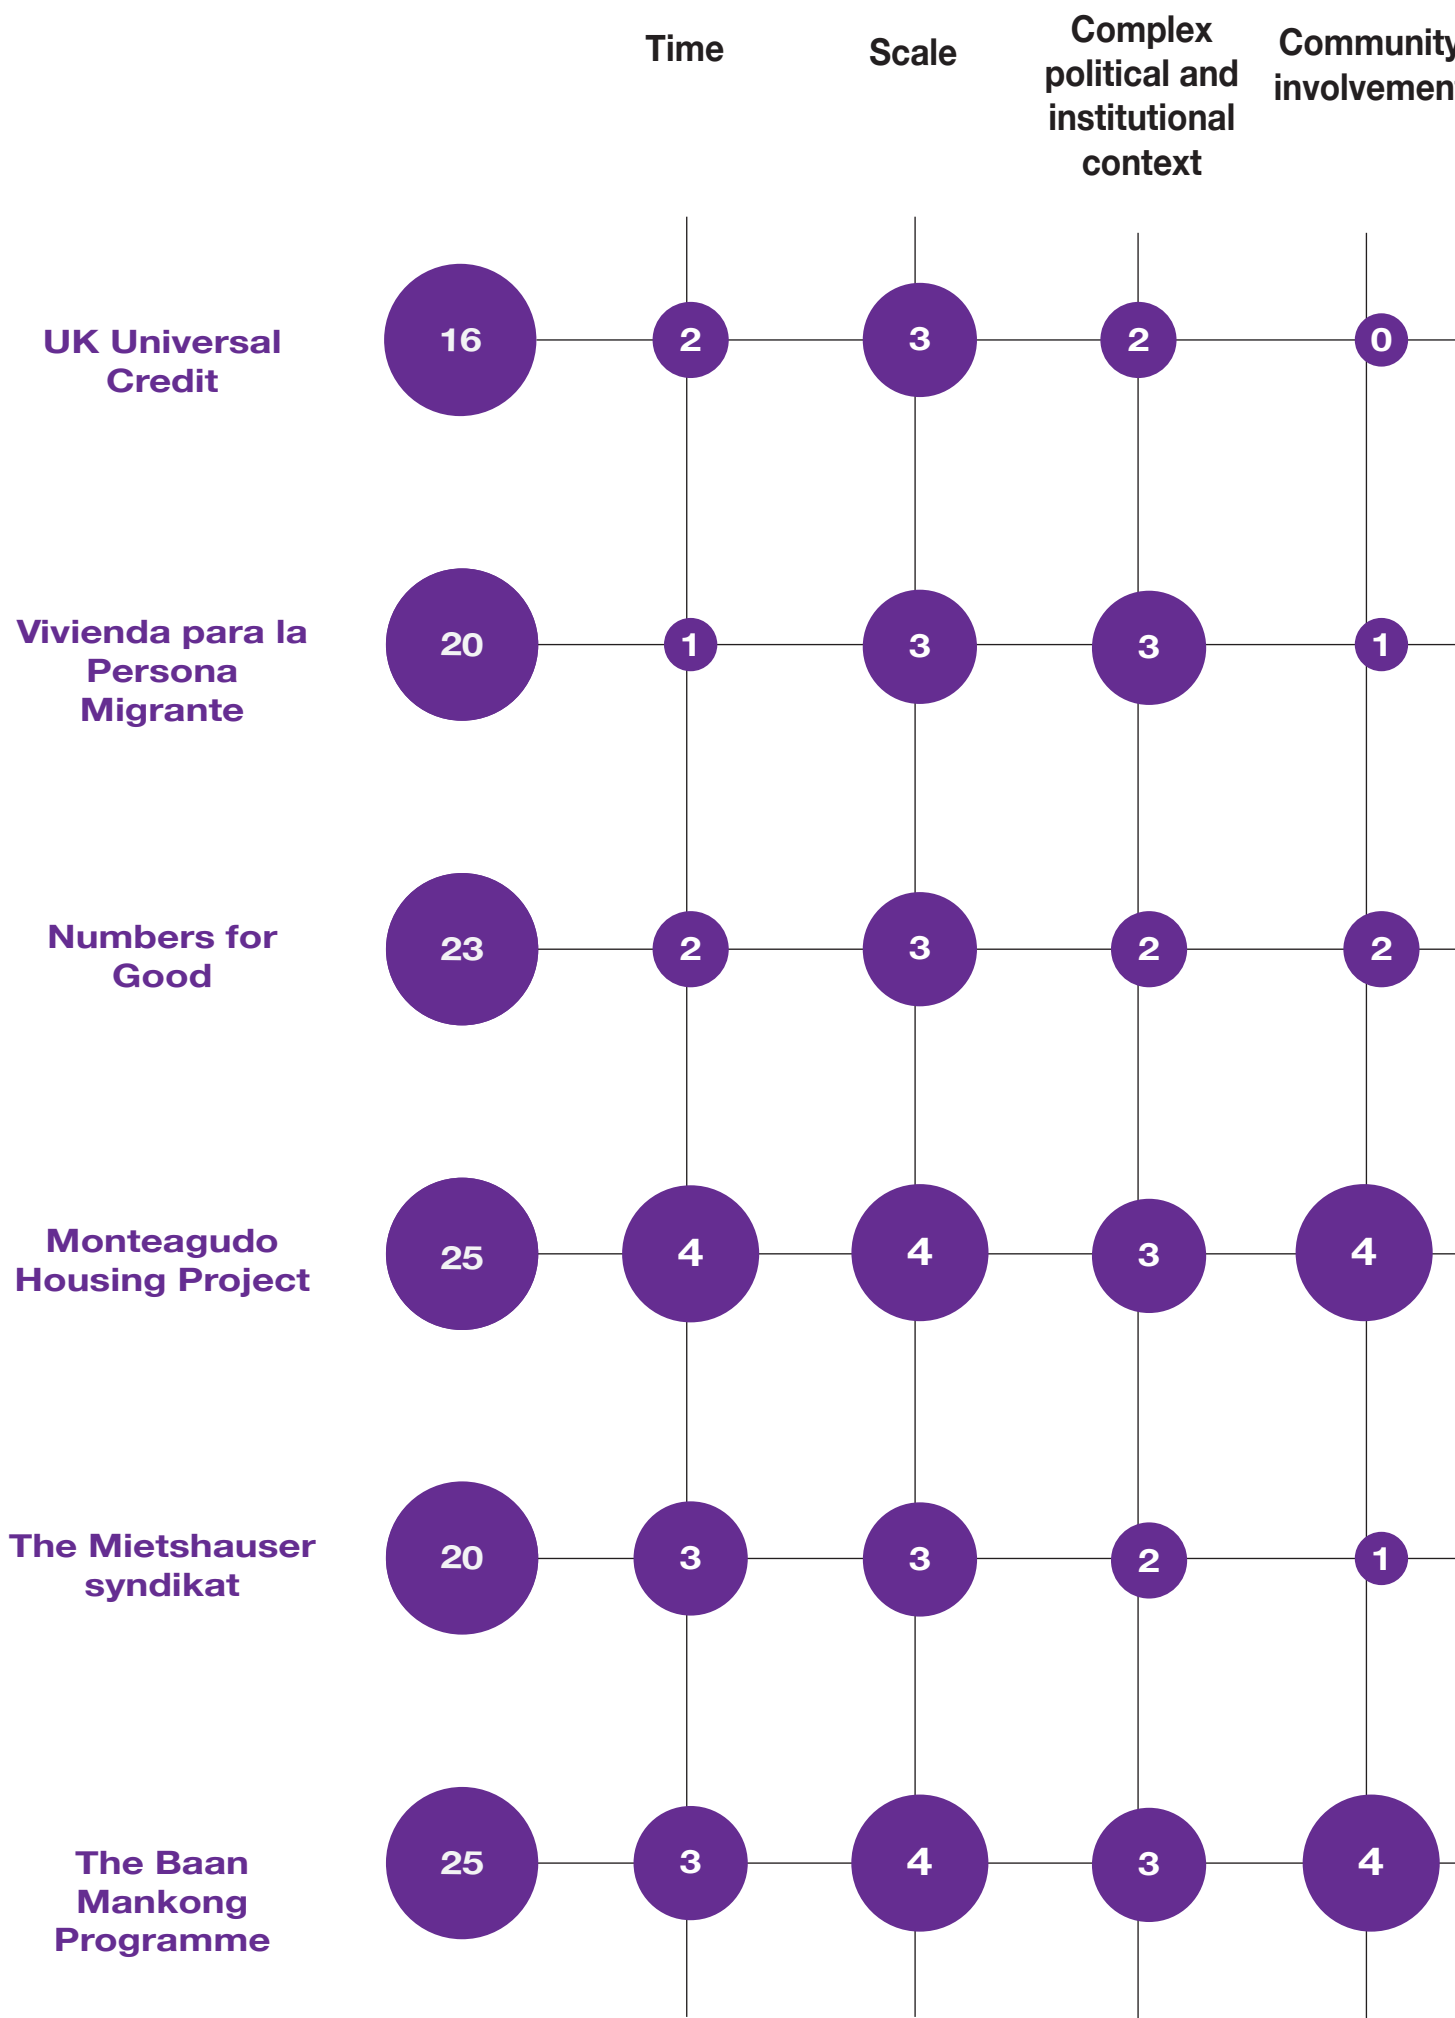 Time
Scale
Complex
political and
institutional
context
Community
involvement
UK Universal
Credit
16
2
3
2
0
Vivienda para la
Persona
Migrante
20
1
3
3
1
Numbers for
Good
23
2
3
2
2
Monteagudo
Housing Project
25
4
4
3
4
The Mietshauser
syndikat
20
3
3
2
1
The Baan
Mankong
Programme
25
3
4
3
4